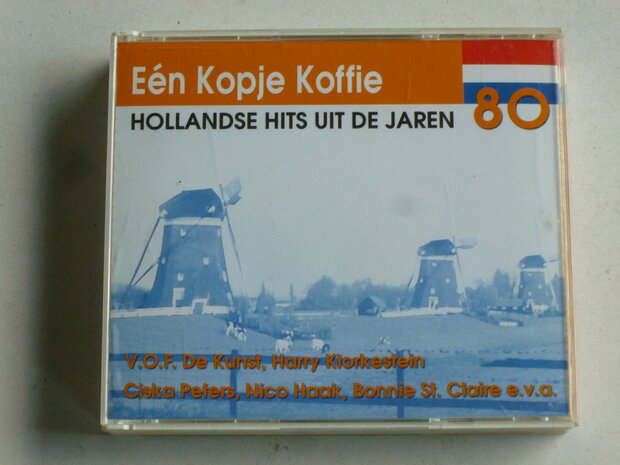 Eén Kopje Koffie
HOLLANDSE HITS UIT DE JAREN 80
V.O.F. De Kunst, Harry Klorkestein
Ciska Peters, Nico Haak, Bonnie St. Claire e.v.a.